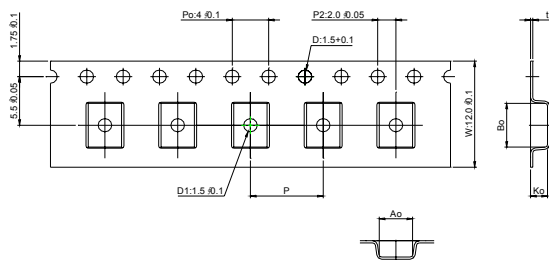 Po:4 ±0.1
P2:2.0 ±0.05
D:1.5+0.1
t
1.75 ±0.1
5.5 ±0.05
W:12.0 ±0.1
Bo
D1:1.5 ±0.1
P
Ko
Ao